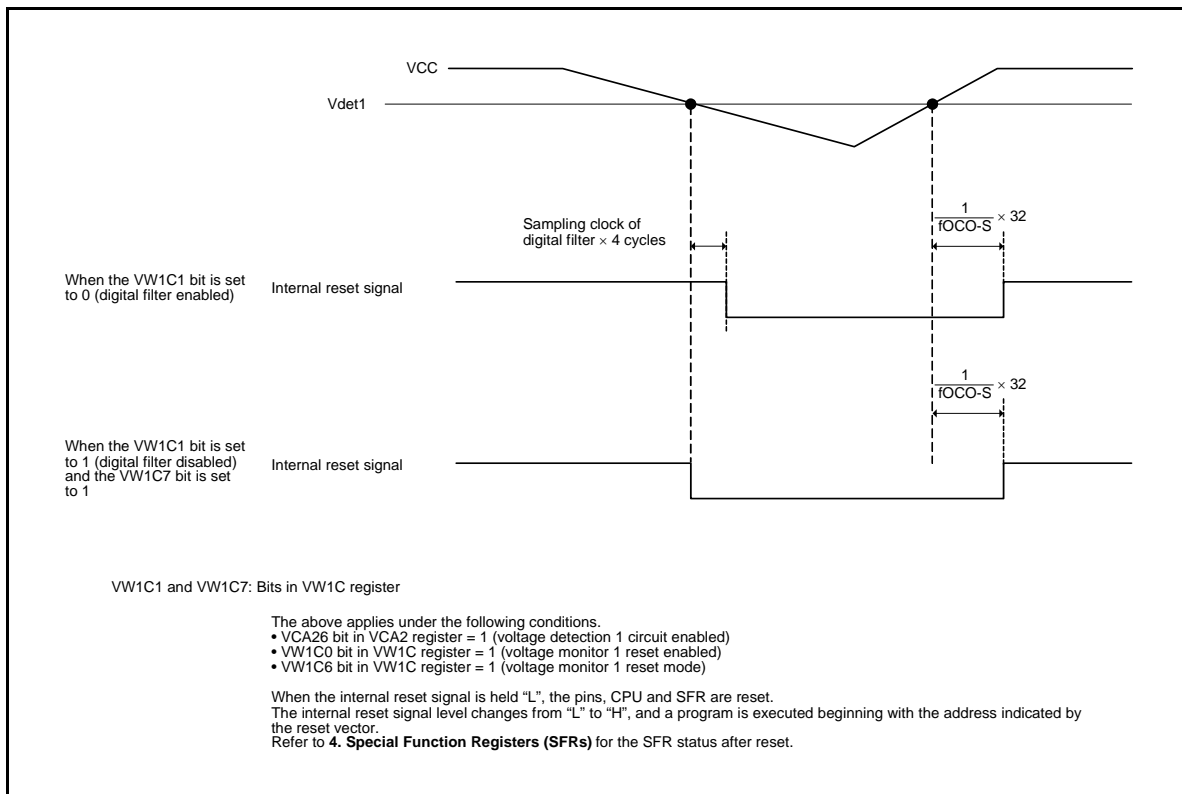 VCC
Vdet1
Sampling clock of
digital filter × 4 cycles
1
fOCO-S × 32
When the VW1C1 bit is set
to 0 (digital filter enabled)
Internal reset signal
1
fOCO-S × 32
When the VW1C1 bit is set
to 1 (digital filter disabled)
and the VW1C7 bit is set
to 1
Internal reset signal
VW1C1 and VW1C7: Bits in VW1C register
The above applies under the following conditions.
• VCA26 bit in VCA2 register = 1 (voltage detection 1 circuit enabled)
• VW1C0 bit in VW1C register = 1 (voltage monitor 1 reset enabled)
• VW1C6 bit in VW1C register = 1 (voltage monitor 1 reset mode)
When the internal reset signal is held “L”, the pins, CPU and SFR are reset.
The internal reset signal level changes from “L” to “H”, and a program is executed beginning with the address indicated by
the reset vector.
Refer to 4. Special Function Registers (SFRs) for the SFR status after reset.